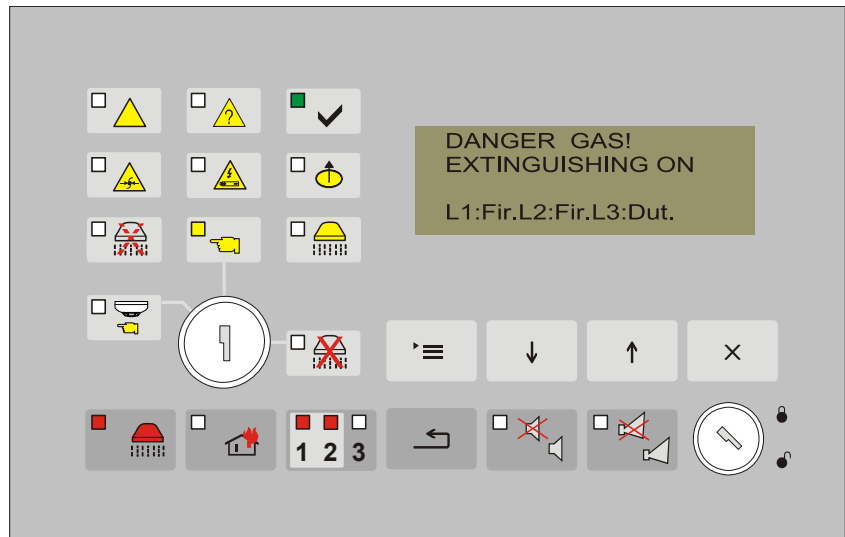 ?
DANGER GAS!
EXTINGUISHING ON
L1:Fir.L2:Fir.L3:Dut.
1 2 3